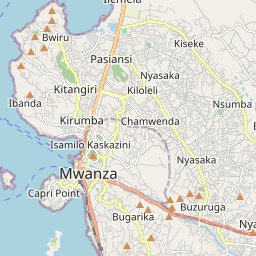 Ilemela
Bwiru
Kiseke
Pasiansi
Nyasaka
Kitangiri
Kiloleli
Ibanda
Nsumba
Kirumba
Chamwenda
Isamilo Kaskazini
Nyasaka
Mwanza
Capri Point
Buzuruga
Bugarika
Nya